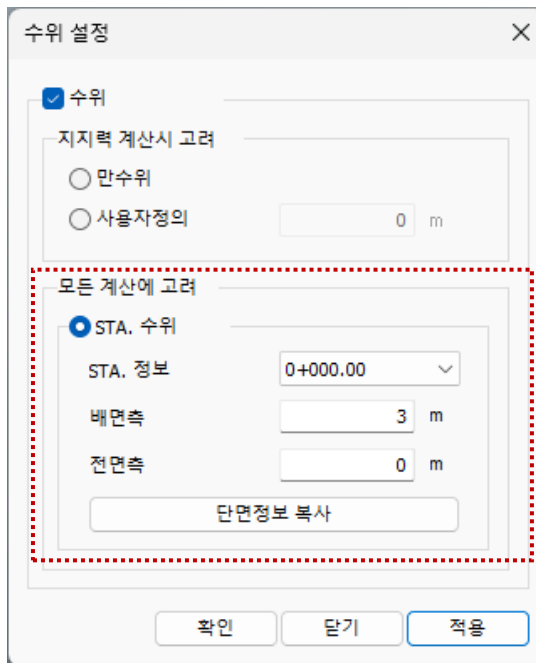 수위 설정
수위
지지력 계산시 고려
만수위
사용자정의 0 m
모든 계산에 고려
STA. 수위
STA. 정보 0+000.00
배면측 3 m
전면측 0 m
단면정보 복사
확인 닫기 적용